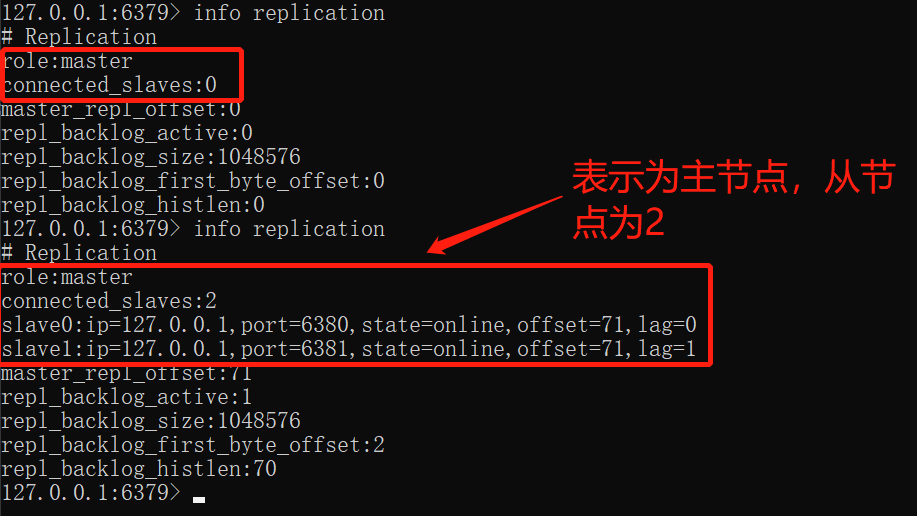 127.0.0.1:6379> info replication
# Replication
role:master
connected_slaves:0
master_repl_offset:0
repl_backlog_active:0
repl_backlog_size:1048576
repl_backlog_first_byte_offset:0
repl_backlog_histlen:0
127.0.0.1:6379> info replication
# Replication
role:master
connected_slaves:2
slave0:ip=127.0.0.1,port=6380,state=online,offset=71,lag=0
slave1:ip=127.0.0.1,port=6381,state=online,offset=71,lag=1
master_repl_offset:71
repl_backlog_active:1
repl_backlog_size:1048576
repl_backlog_first_byte_offset:2
repl_backlog_histlen:70
127.0.0.1:6379>
表示为主节点，从节
点为2